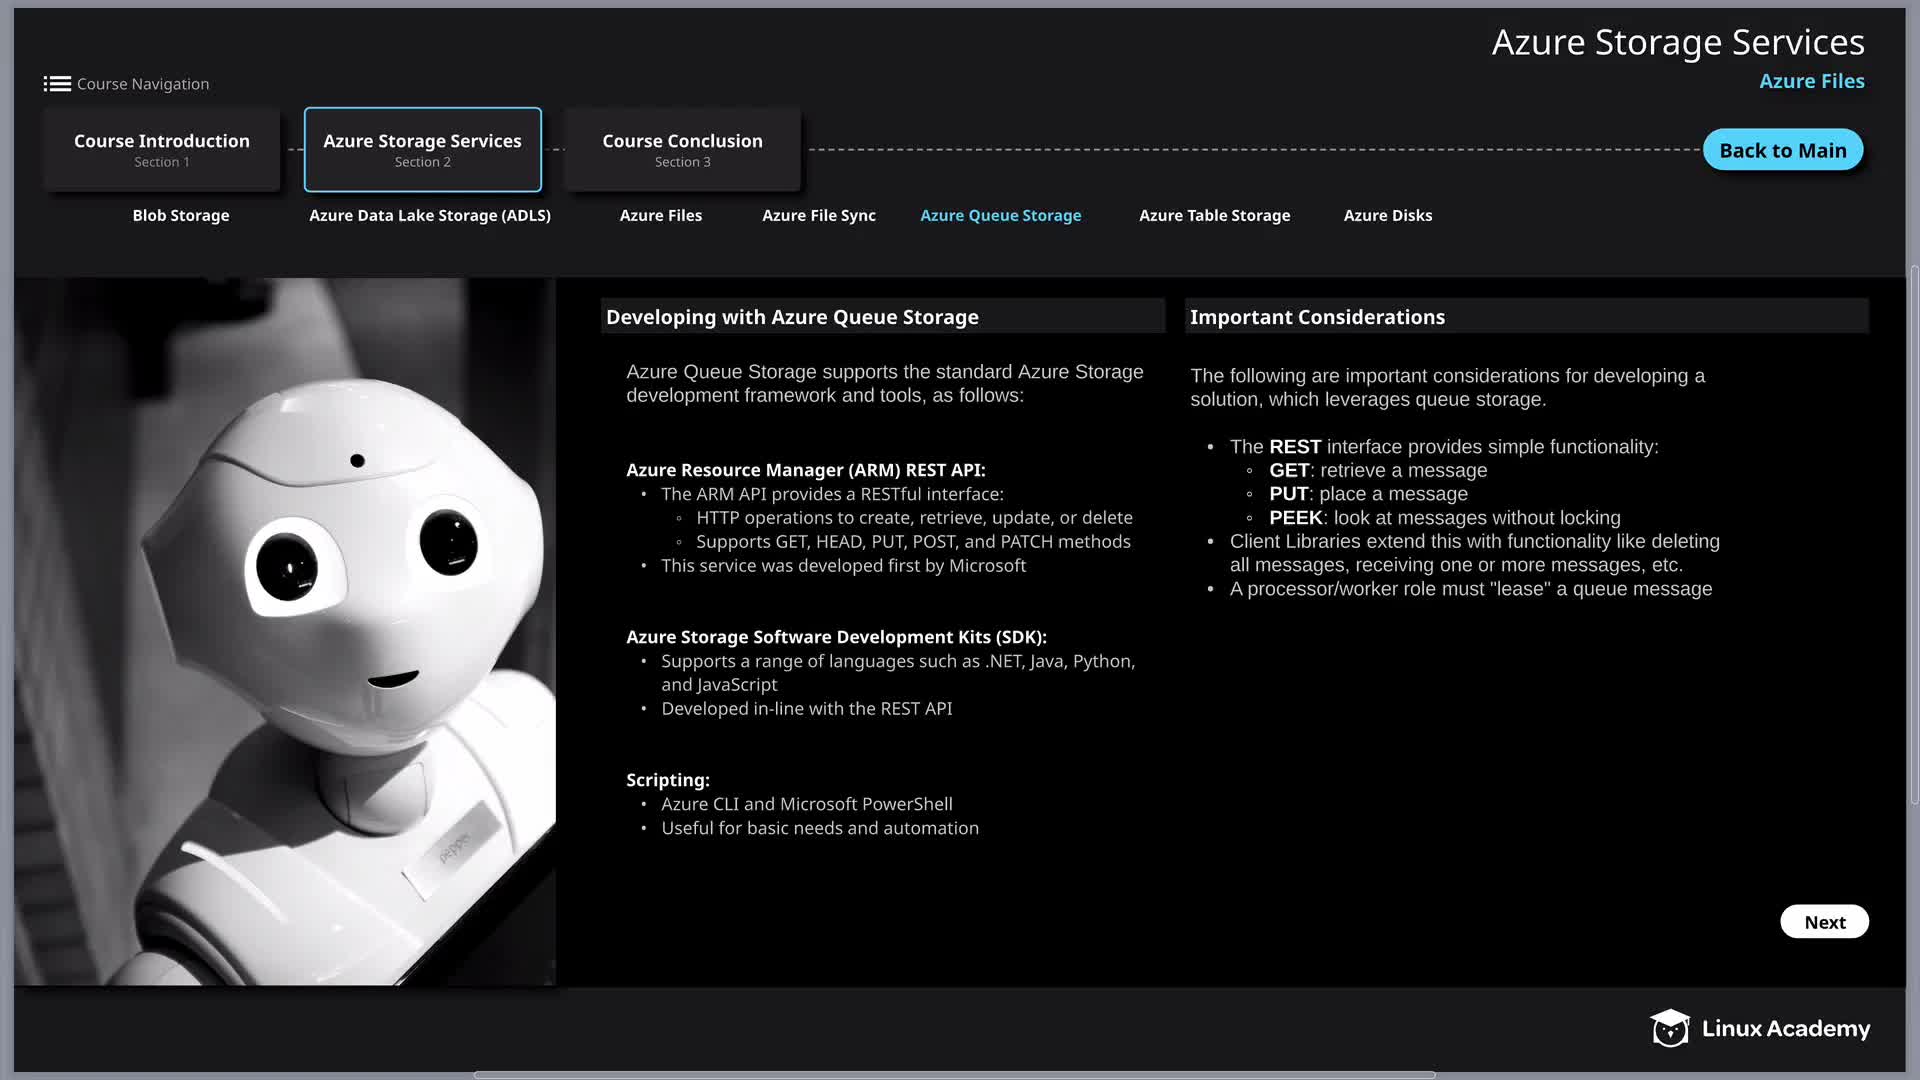 Azure Storage Services
Azure Files
Course Navigation
Course Introduction
Section 1
Azure Storage Services
Section 2
Course Conclusion
Section 3
Back to Main
Blob Storage
Azure Data Lake Storage (ADLS)
Azure Files
Azure File Sync
Azure Queue Storage
Azure Table Storage
Azure Disks
Developing with Azure Queue Storage
Azure Queue Storage supports the standard Azure Storage
development framework and tools, as follows:
Azure Resource Manager (ARM) REST API:
• The ARM API provides a RESTful interface:
◦ HTTP operations to create, retrieve, update, or delete
◦ Supports GET, HEAD, PUT, POST, and PATCH methods
• This service was developed first by Microsoft
Azure Storage Software Development Kits (SDK):
• Supports a range of languages such as .NET, Java, Python,
and JavaScript
• Developed in-line with the REST API
Scripting:
• Azure CLI and Microsoft PowerShell
• Useful for basic needs and automation
Important Considerations
The following are important considerations for developing a
solution, which leverages queue storage.
• The REST interface provides simple functionality:
◦ GET: retrieve a message
◦ PUT: place a message
◦ PEEK: look at messages without locking
• Client Libraries extend this with functionality like deleting
all messages, receiving one or more messages, etc.
• A processor/worker role must "lease" a queue message
pepper
Next
Linux Academy